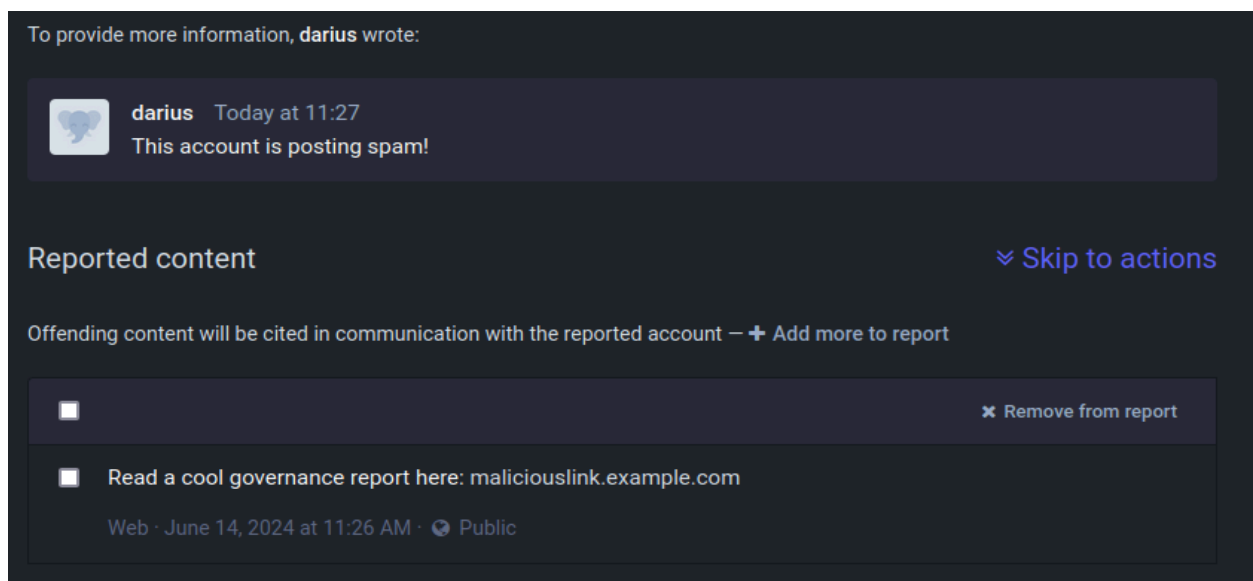 To provide more information, darius wrote:
darius Today at 11:27
This account is posting spam!
Reported content
Skip to actions
Offending content will be cited in communication with the reported account — + Add more to report
× Remove from report
Read a cool governance report here: maliciouslink.example.com
Web · June 14, 2024 at 11:26 AM · Public